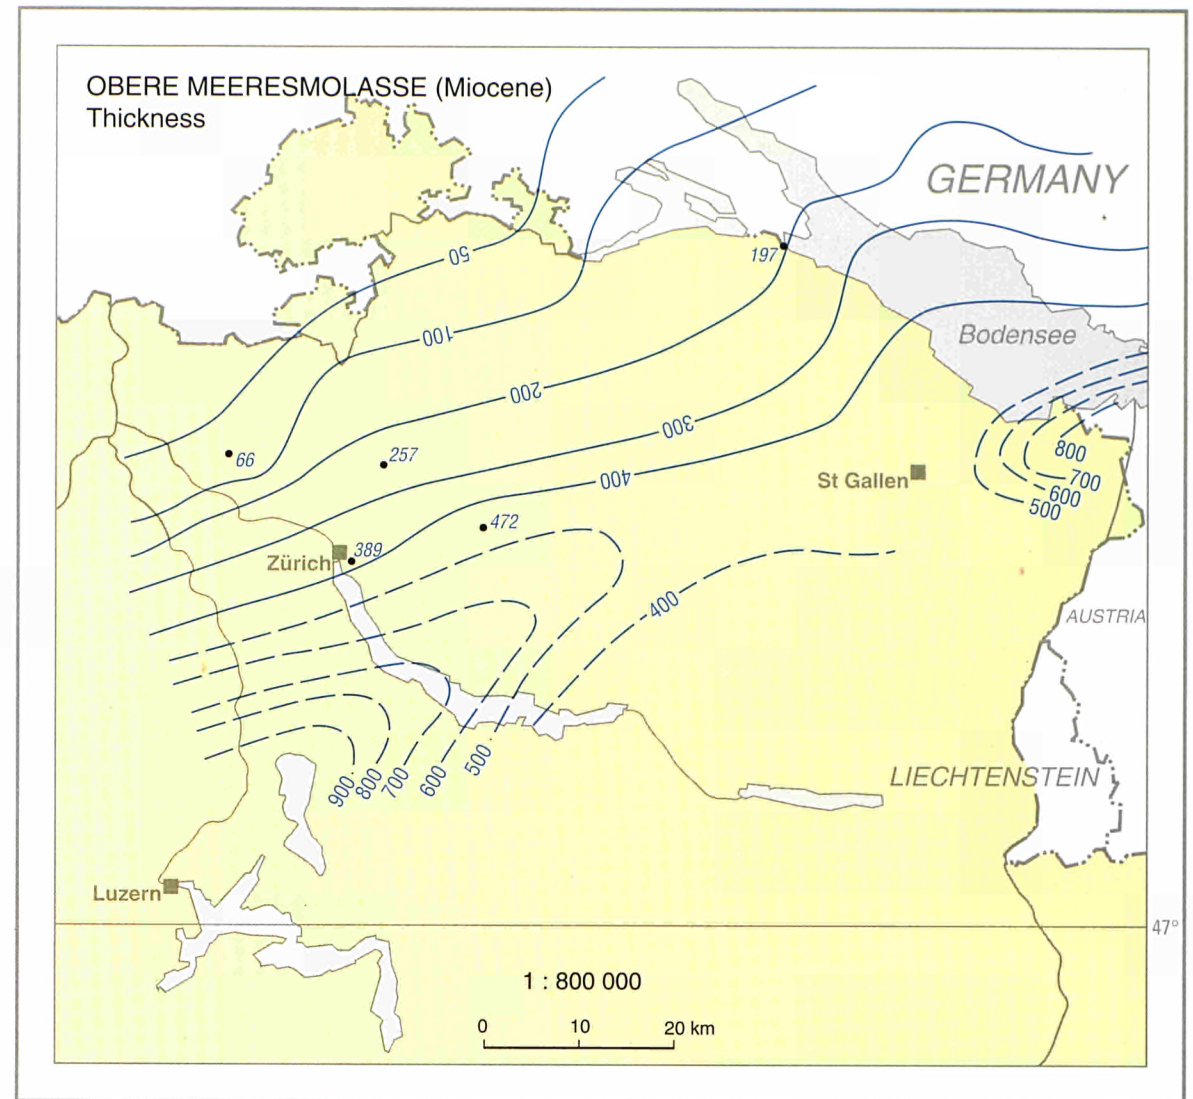 OBERE MEERESMOLASSE (Miocene)
Thickness
GERMANY
50
197
100
Bodensee
200
300
257
66
800
400
St Gallen
700
600
500
472
389
Zürich
400
AUSTRIA
500
600
700
800
900
LIECHTENSTEIN
Luzern
47°
1 : 800 000
0 10 20 km